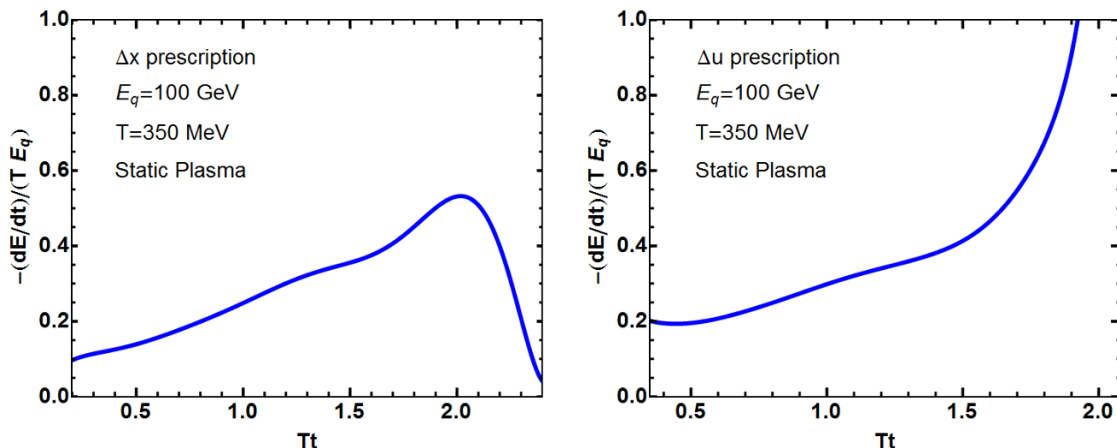 −(dE/dt)/(T E_q)
1.0
0.8
0.6
0.4
0.2
0.0
Δx prescription
E_q=100 GeV
T=350 MeV
Static Plasma
0.5 1.0 1.5 2.0
Tt
−(dE/dt)/(T E_q)
1.0
0.8
0.6
0.4
0.2
0.0
Δu prescription
E_q=100 GeV
T=350 MeV
Static Plasma
0.5 1.0 1.5 2.0
Tt